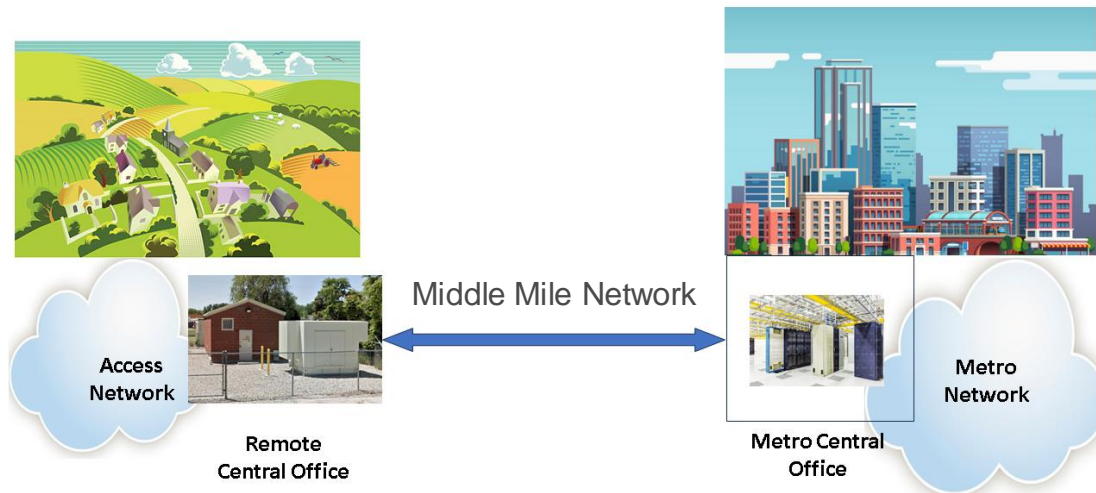 Middle Mile Network
Access
Network
Remote
Central Office
Metro Central
Office
Metro
Network